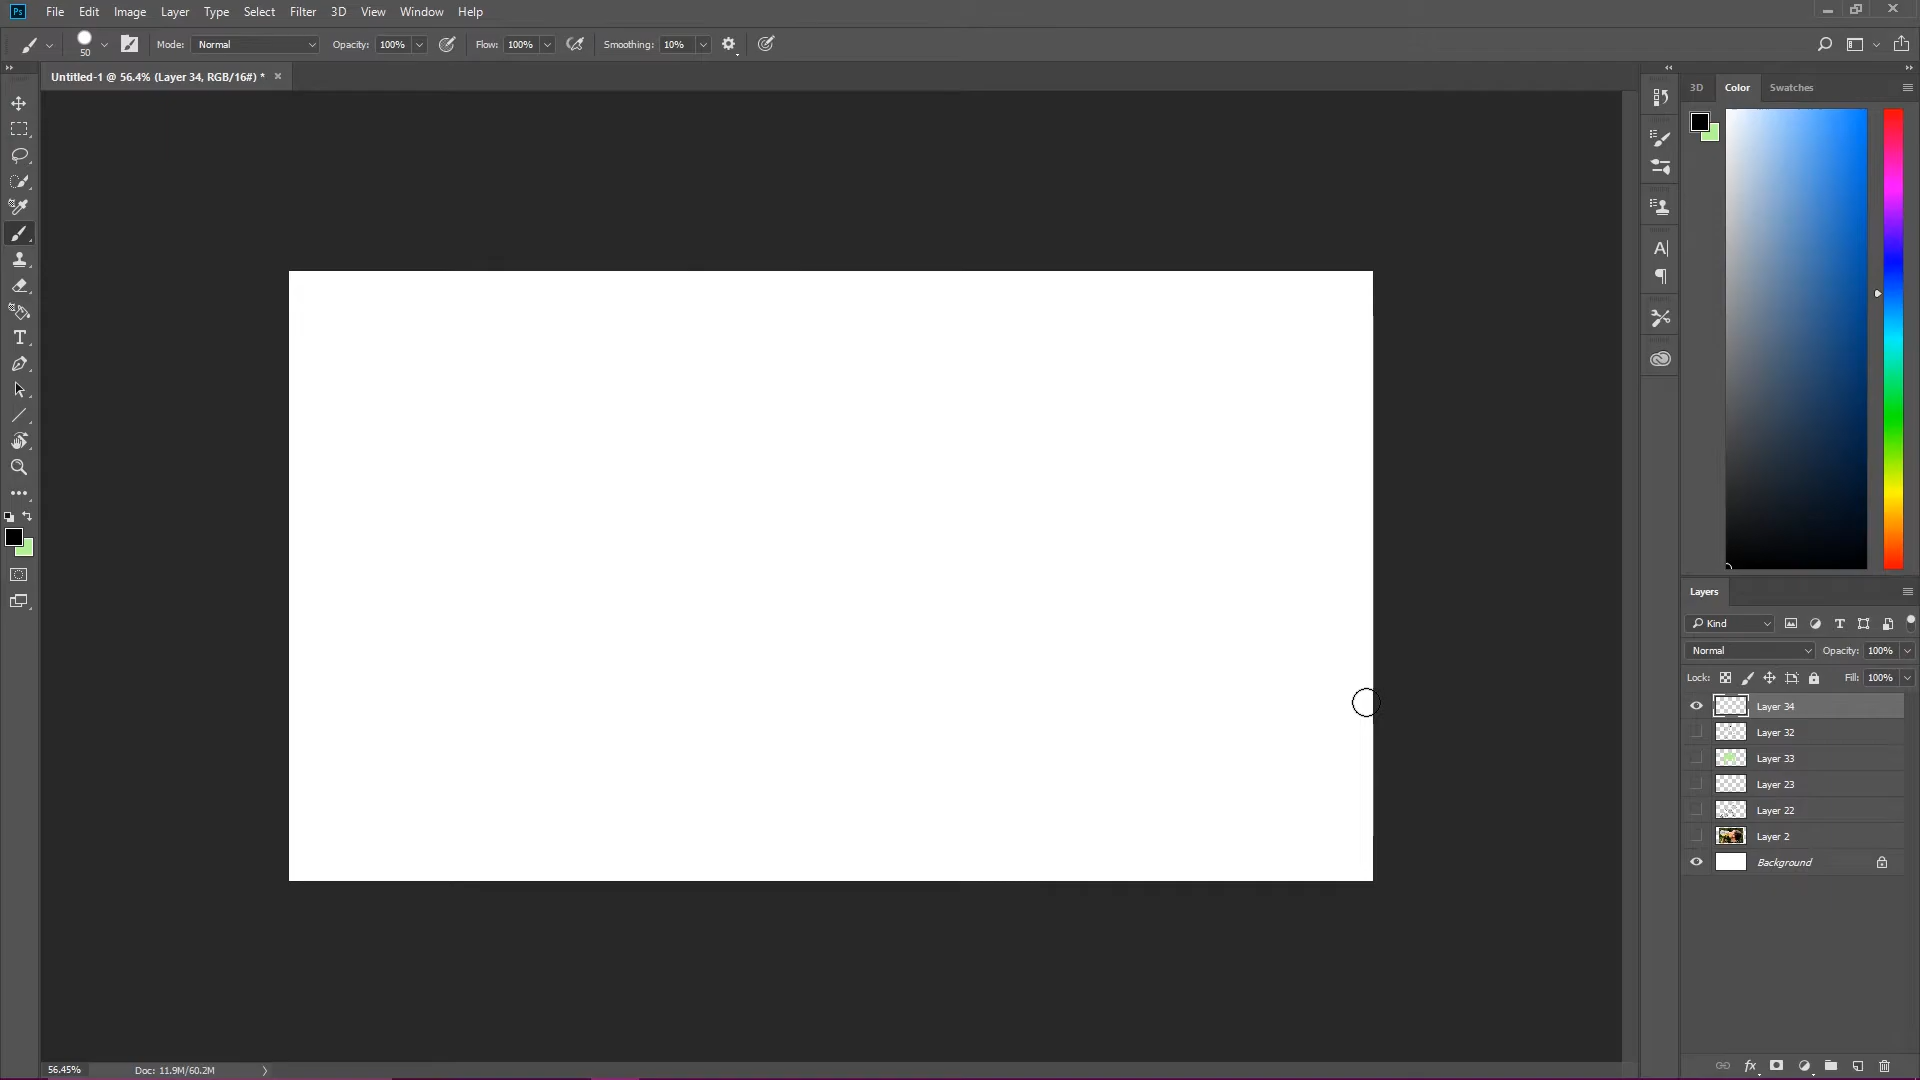 Ps File Edit Image Layer Type Select Filter 3D View Window Help
50 Mode: Normal Opacity: 100% Flow: 100% Smoothing: 10%
Untitled-1 @ 56.4% (Layer 34, RGB/16#) *
3D Color Swatches
Layers
Kind
Normal Opacity: 100%
Lock: Fill: 100%
Layer 34
Layer 32
Layer 33
Layer 23
Layer 22
Layer 2
Background
fx
56.45% Doc: 11.9M/60.2M